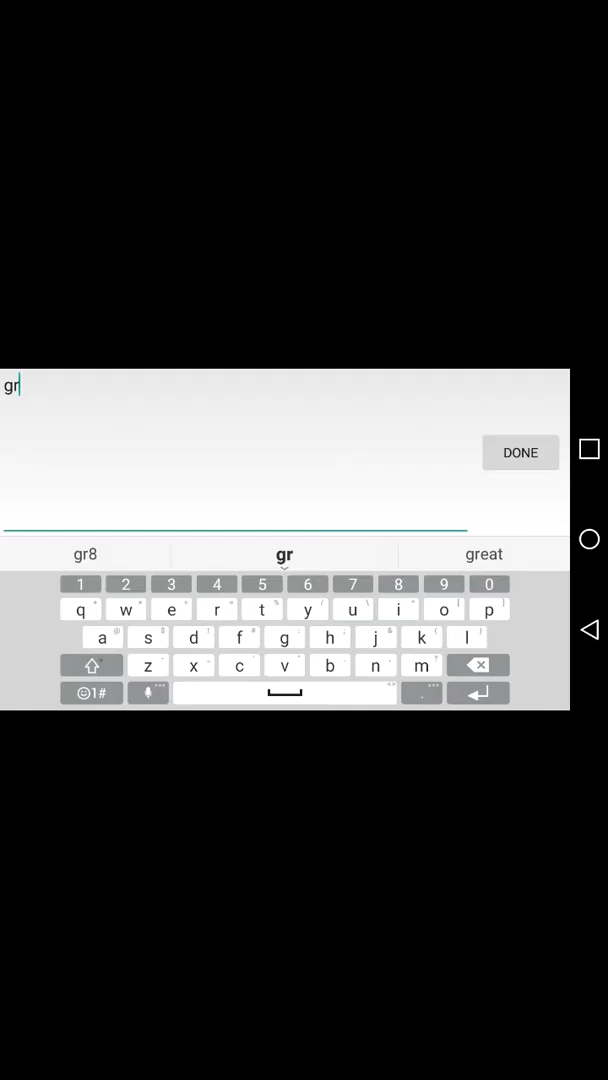 gr
DONE
gr8 gr great
1 2 3 4 5 6 7 8 9 0
q w e r t y u i o p
a s d f g h j k l
z x c v b n m
1# .